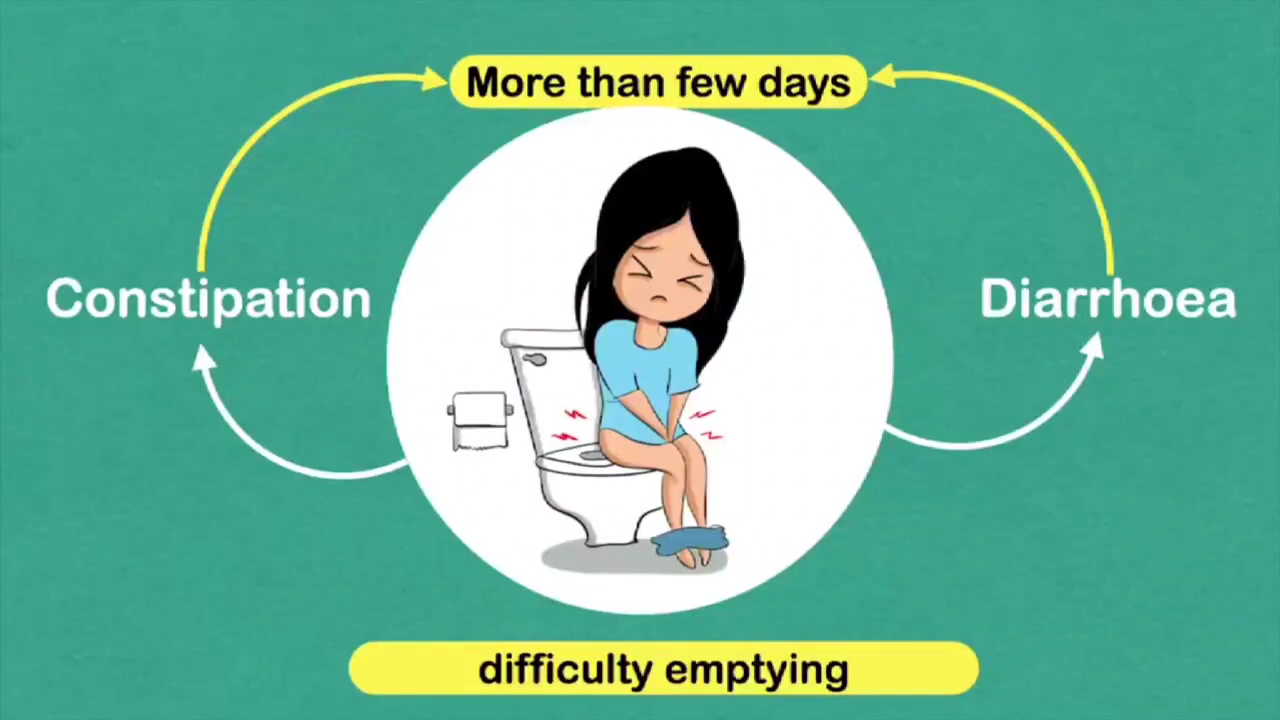 More than few days
Constipation
Diarrhoea
difficulty emptying